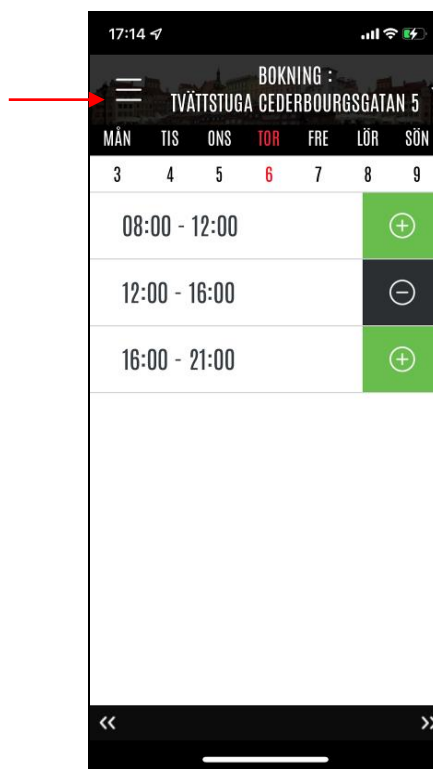 17:14
BOKNING :
TVÄTTSTUGA CEDERBOURGSGATAN 5
MÅN TIS ONS TOR FRE LÖR SÖN
3 4 5 6 7 8 9
08:00 - 12:00
12:00 - 16:00
16:00 - 21:00